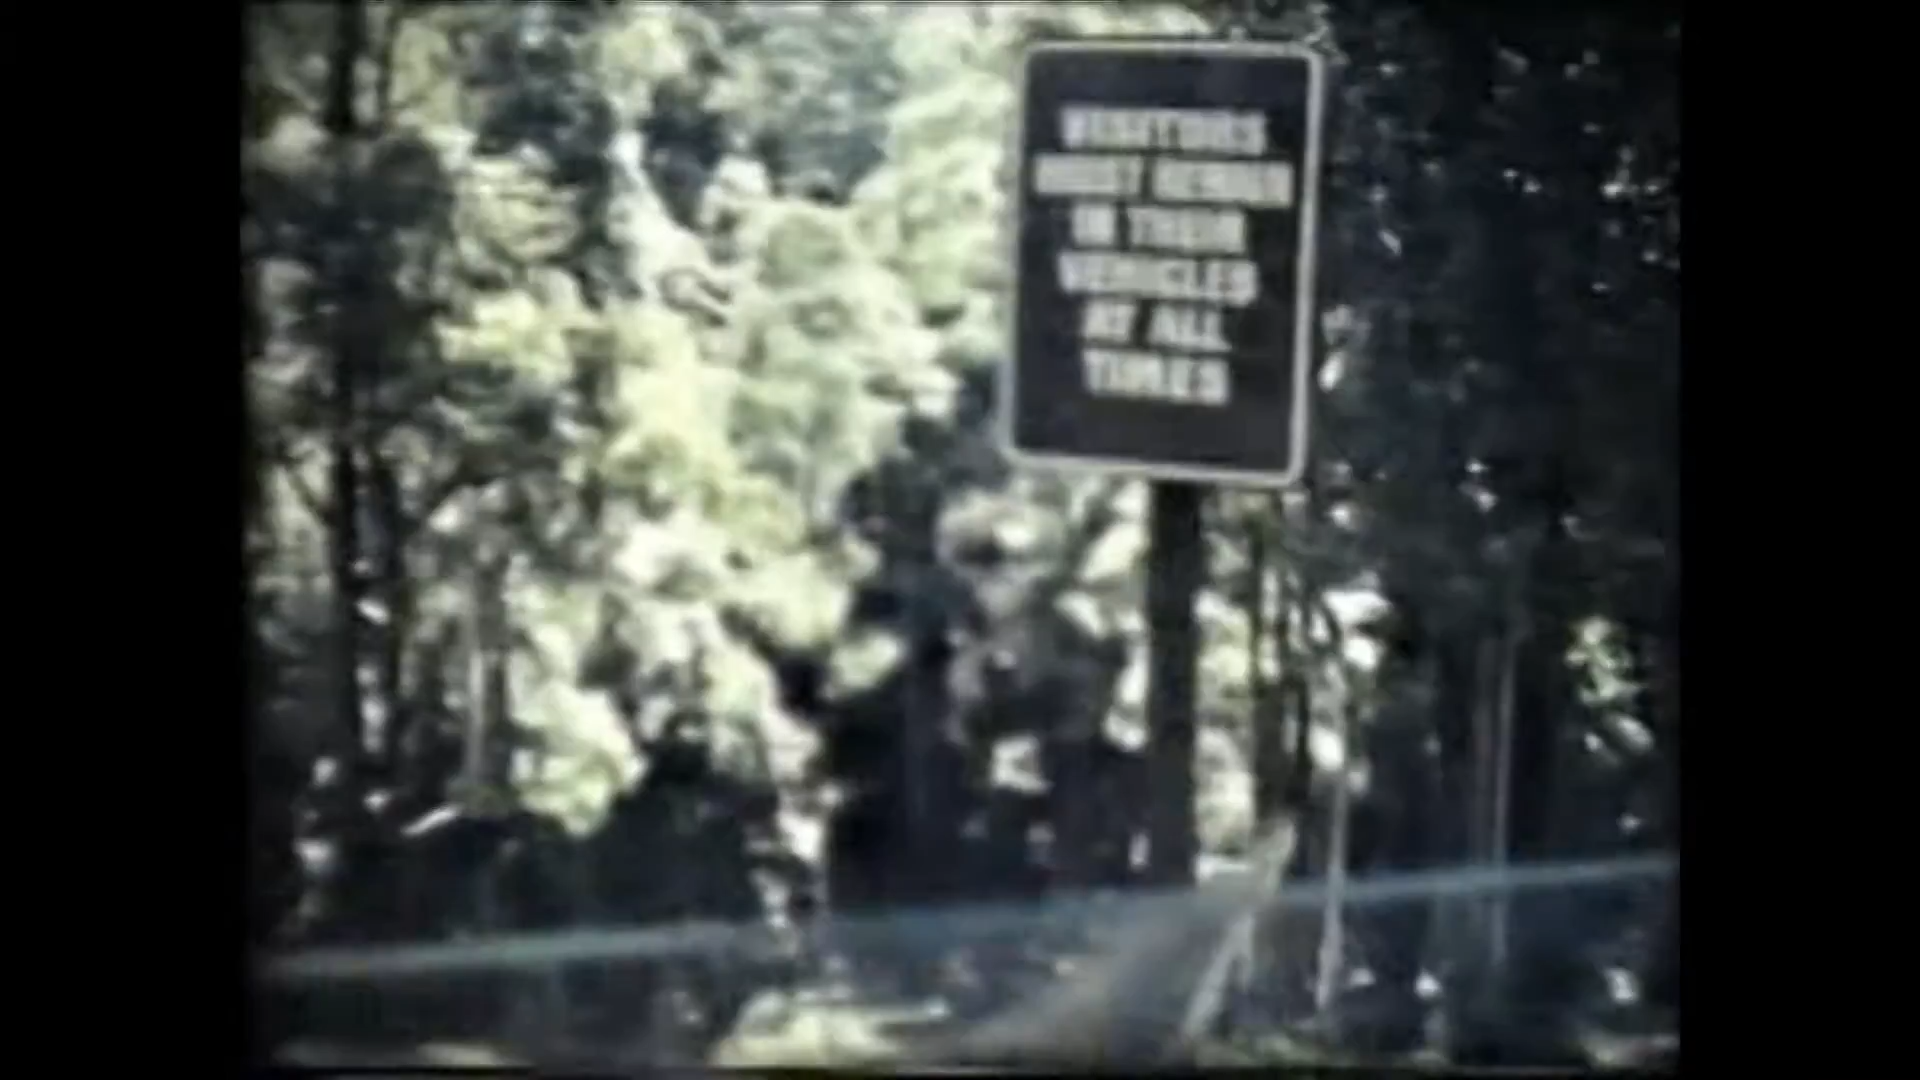 VISITORS
MUST REMAIN
IN THEIR
VEHICLES
AT ALL
TIMES